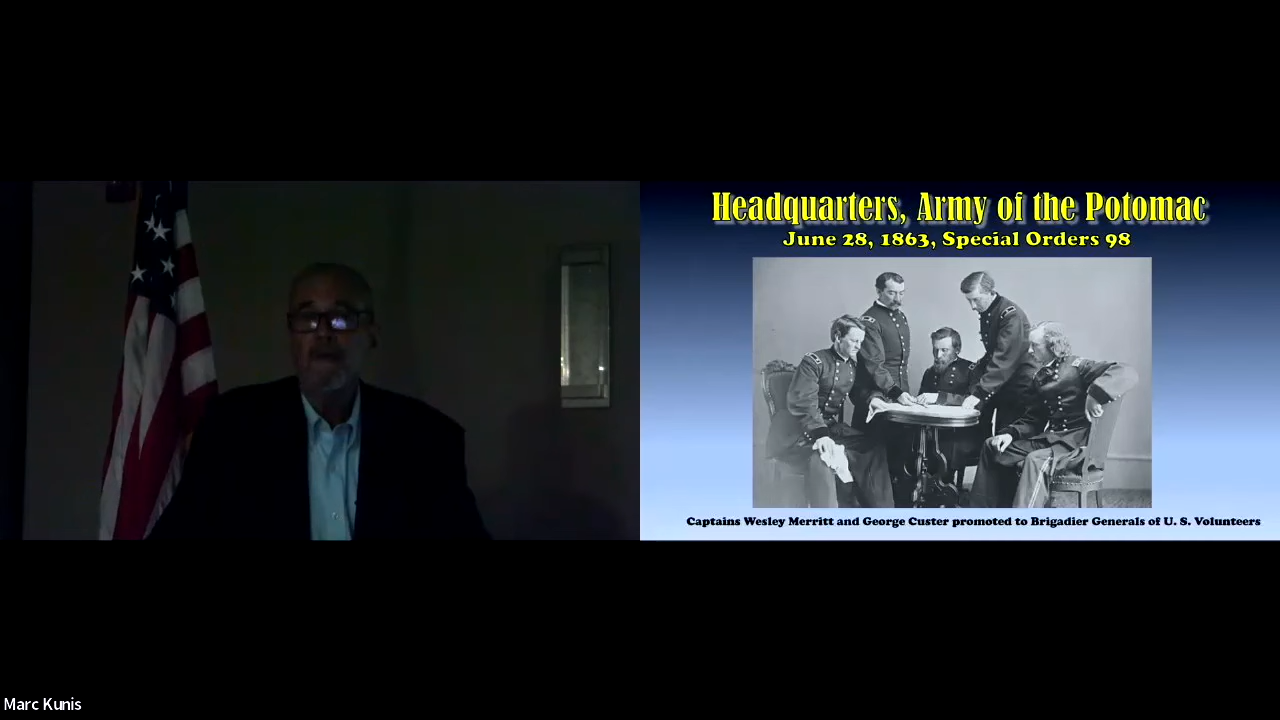 Headquarters, Army of the Potomac
June 28, 1863, Special Orders 98
Captains Wesley Merritt and George Custer promoted to Brigadier Generals of U. S. Volunteers
Marc Kunis